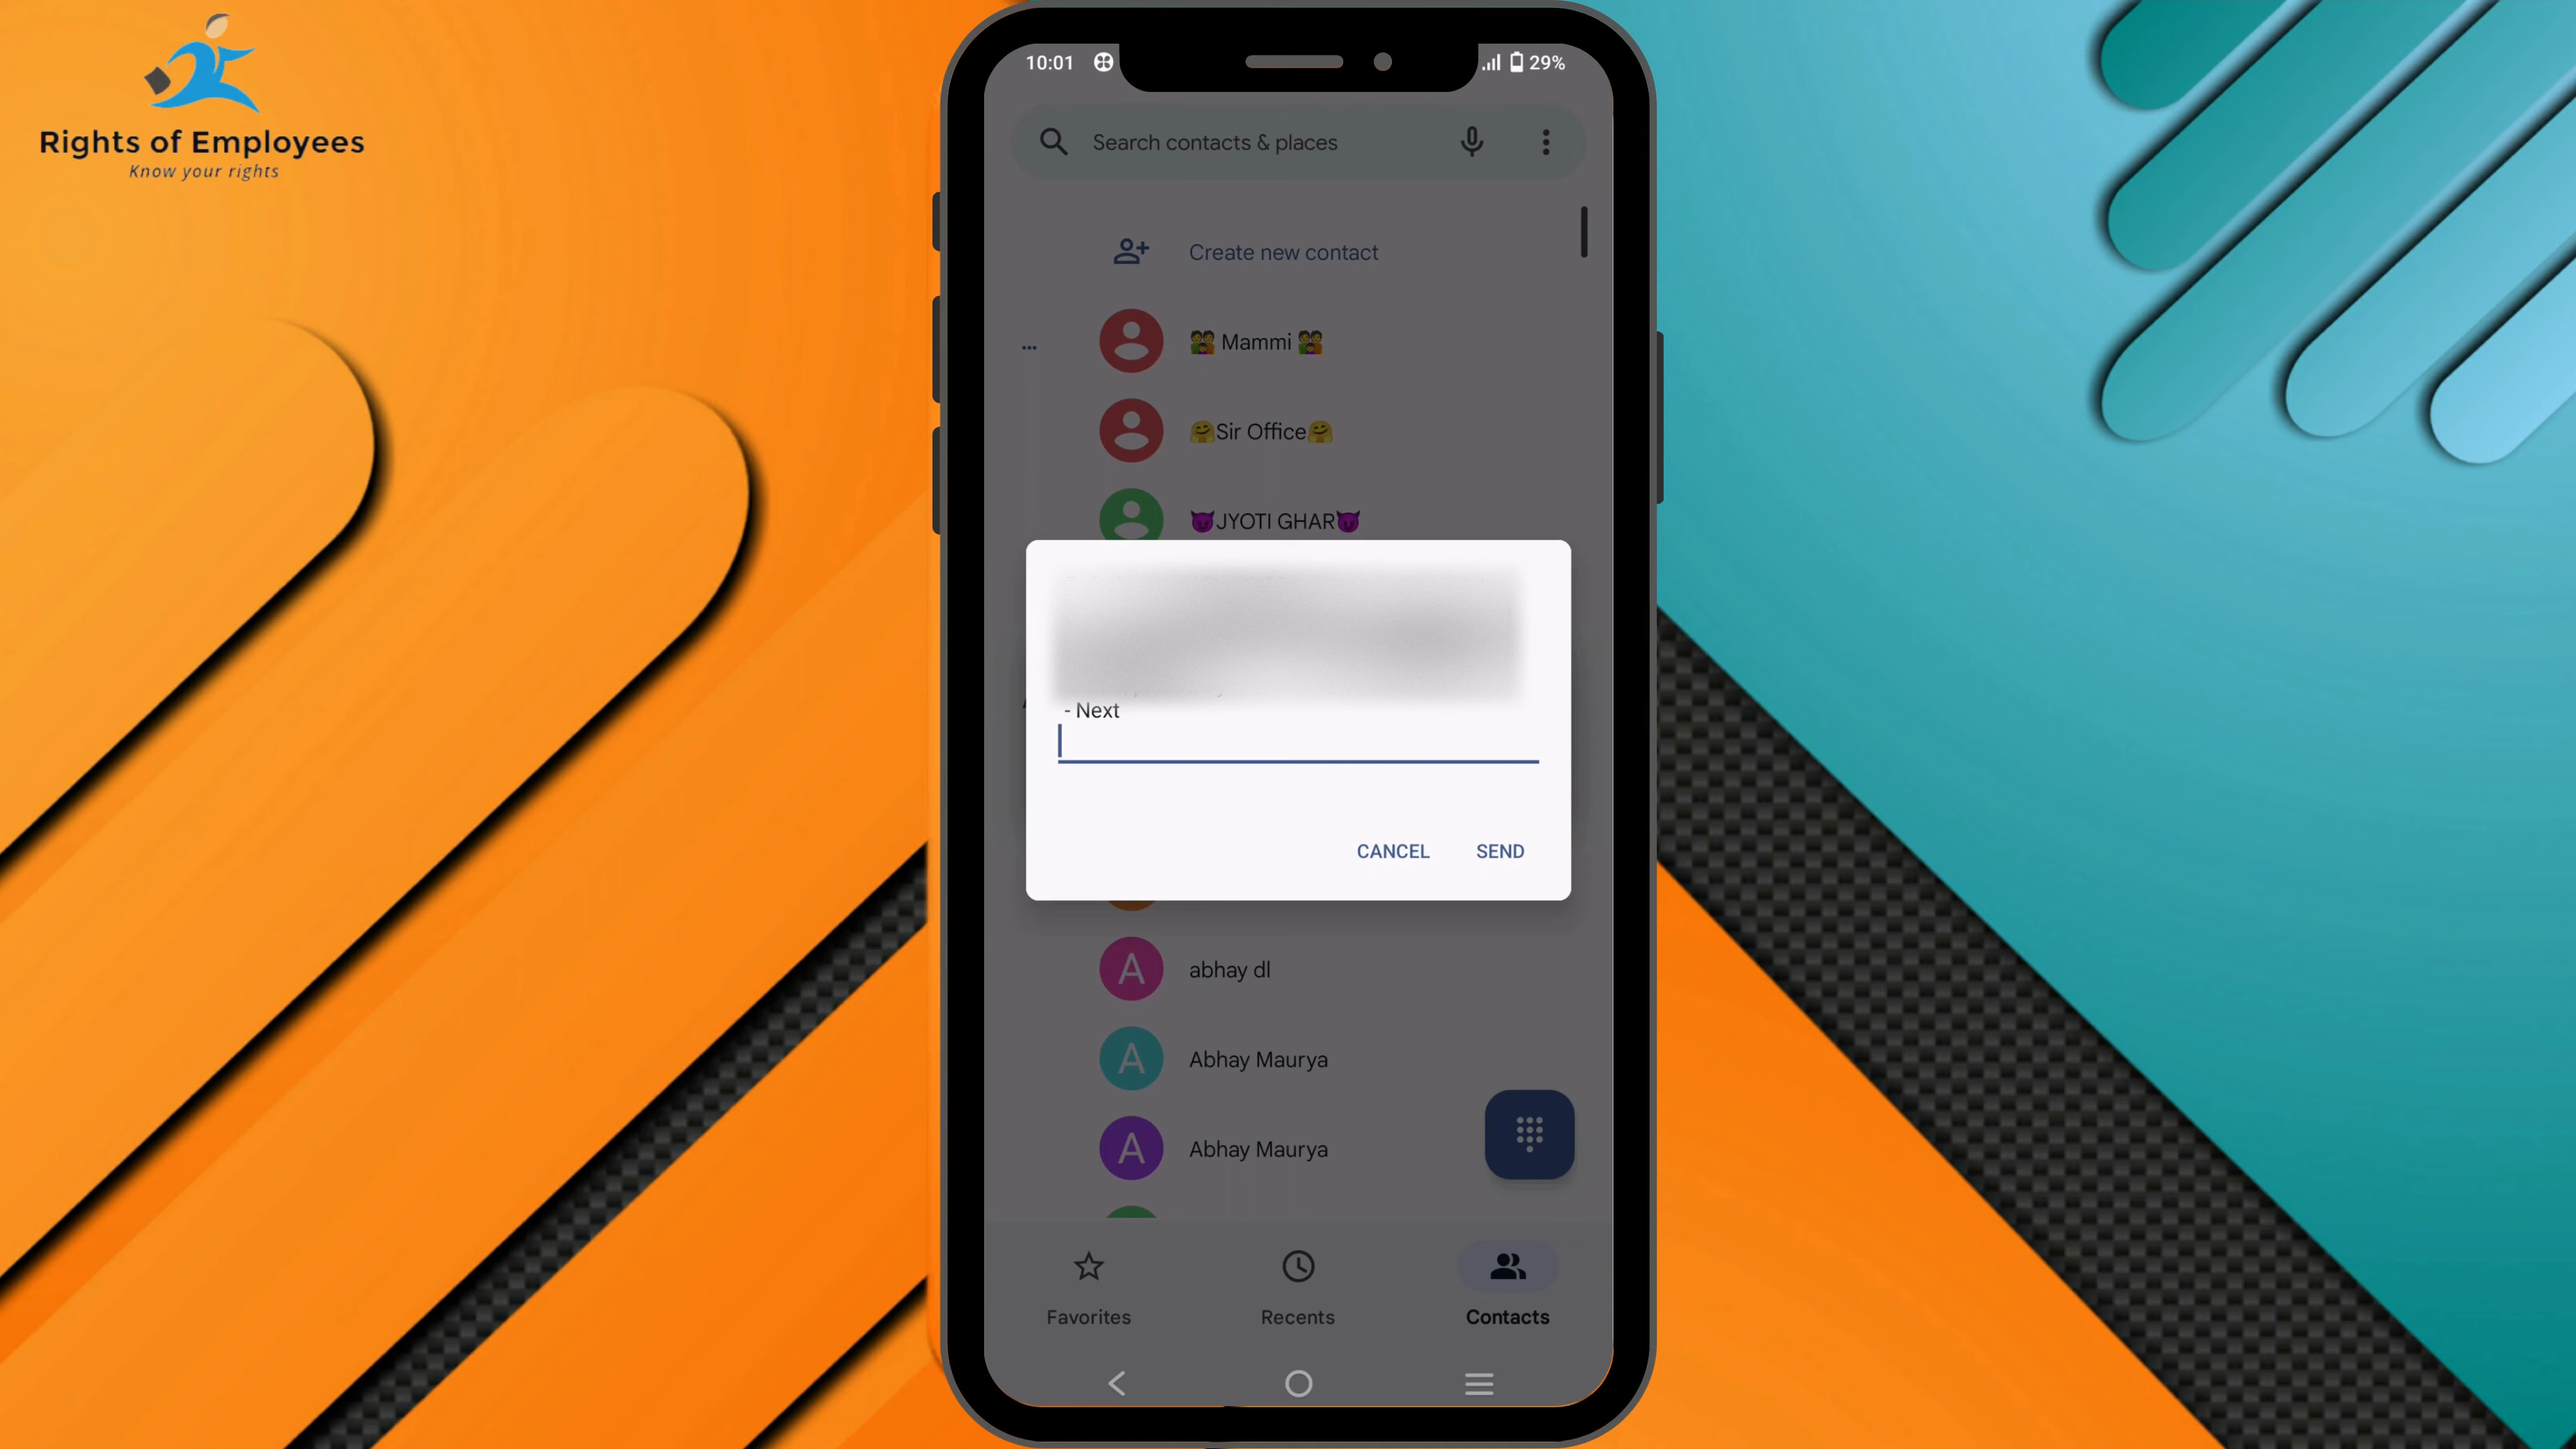 Rights of Employees
Know your rights
10:01
29%
Search contacts & places
Create new contact
Mammi
Sir Office
JYOTI GHAR
- Next
CANCEL
SEND
abhay dl
Abhay Maurya
Abhay Maurya
Favorites
Recents
Contacts